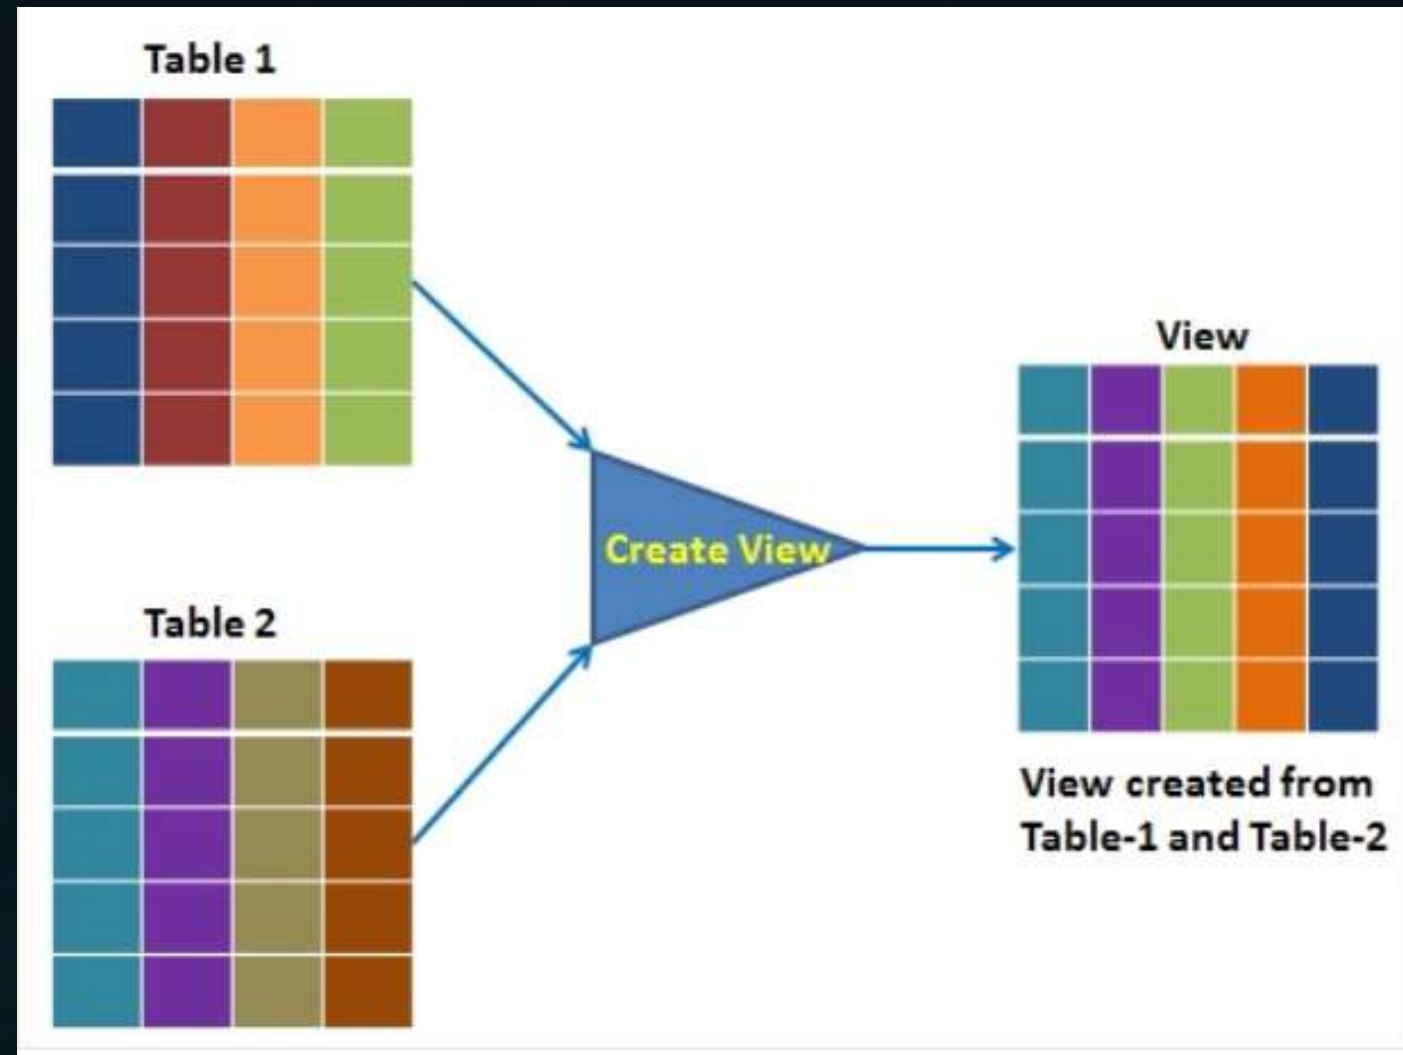 Table 1
Table 2
Create View
View
View created from
Table-1 and Table-2